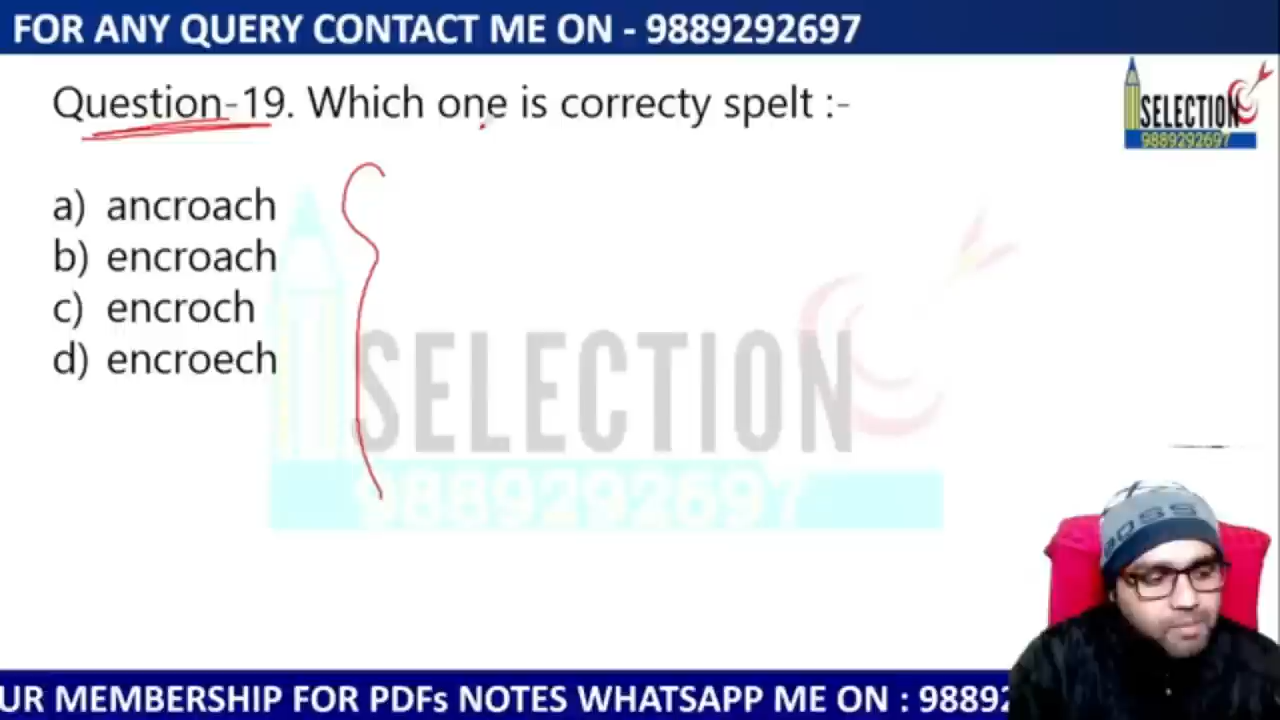 FOR ANY QUERY CONTACT ME ON - 9889292697
Question-19. Which one is correcty spelt :-
SELECTION
9889292697
a) ancroach
b) encroach
c) encroch
d) encroech
SELECTION
9889292697
BOSS
UR MEMBERSHIP FOR PDFs NOTES WHATSAPP ME ON : 98892